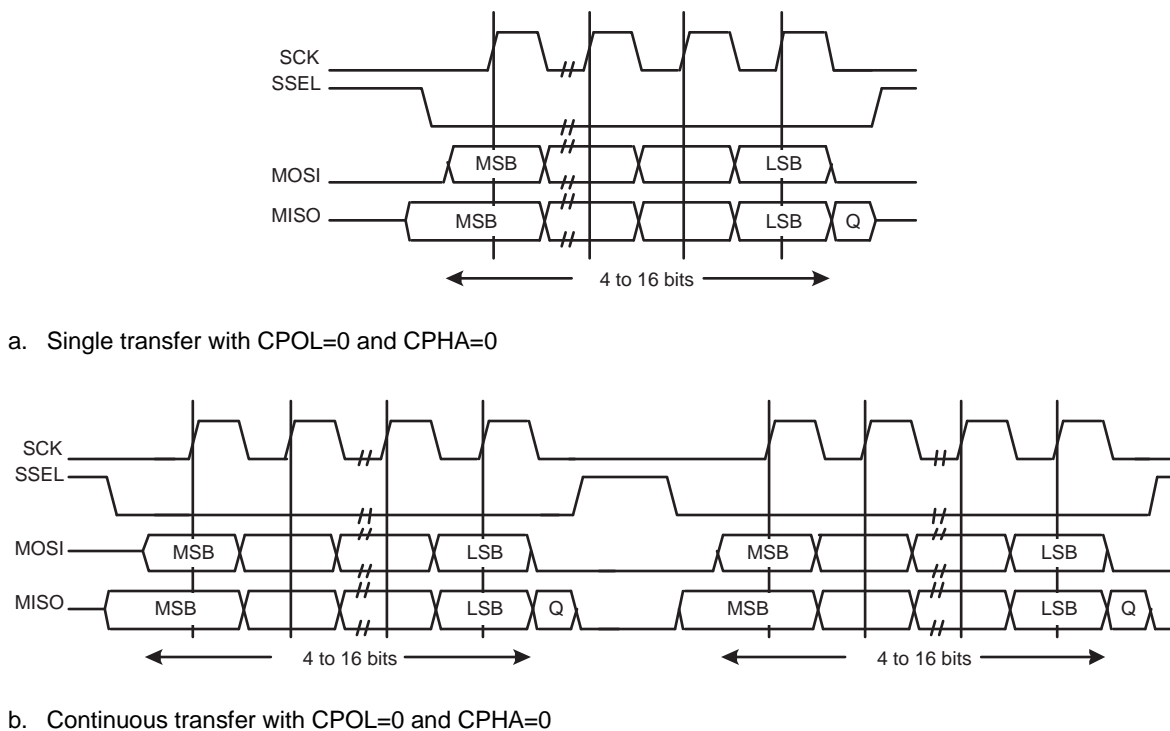 SCK
SSEL
MOSI MSB LSB
MISO MSB LSB Q
4 to 16 bits
a. Single transfer with CPOL=0 and CPHA=0
SCK
SSEL
MOSI MSB LSB MSB LSB
MISO MSB LSB Q MSB LSB Q
4 to 16 bits 4 to 16 bits
b. Continuous transfer with CPOL=0 and CPHA=0